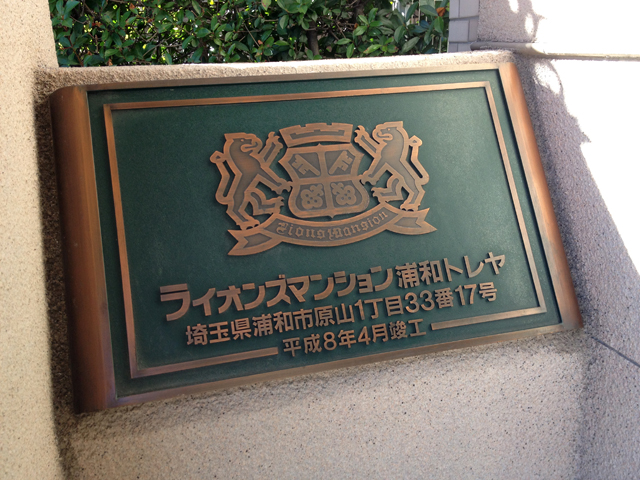 Lions Mansion
ライオンズマンション浦和トレヤ
埼玉県浦和市原山1丁目33番17号
平成8年4月竣工